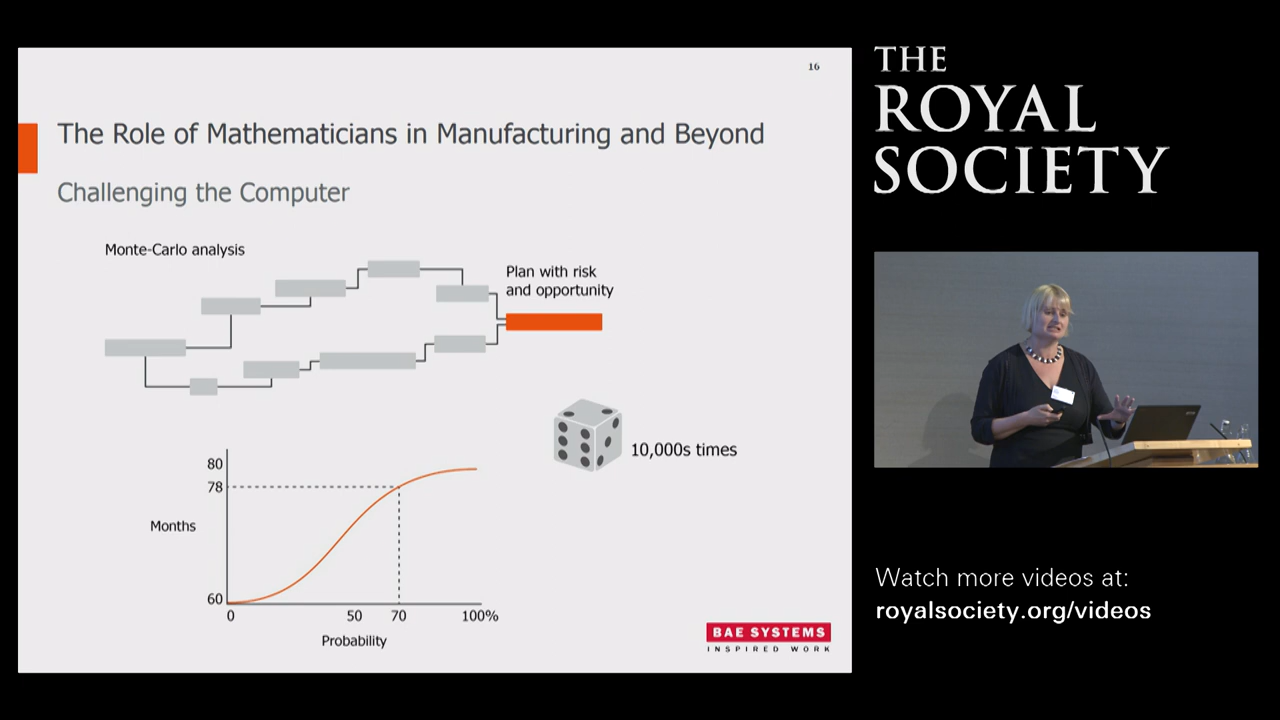 16
The Role of Mathematicians in Manufacturing and Beyond
Challenging the Computer
Monte-Carlo analysis
Plan with risk
and opportunity
10,000s times
80
78
Months
60
0
50
70
100%
Probability
BAE SYSTEMS
INSPIRED WORK
THE
ROYAL
SOCIETY
Watch more videos at:
royalsociety.org/videos